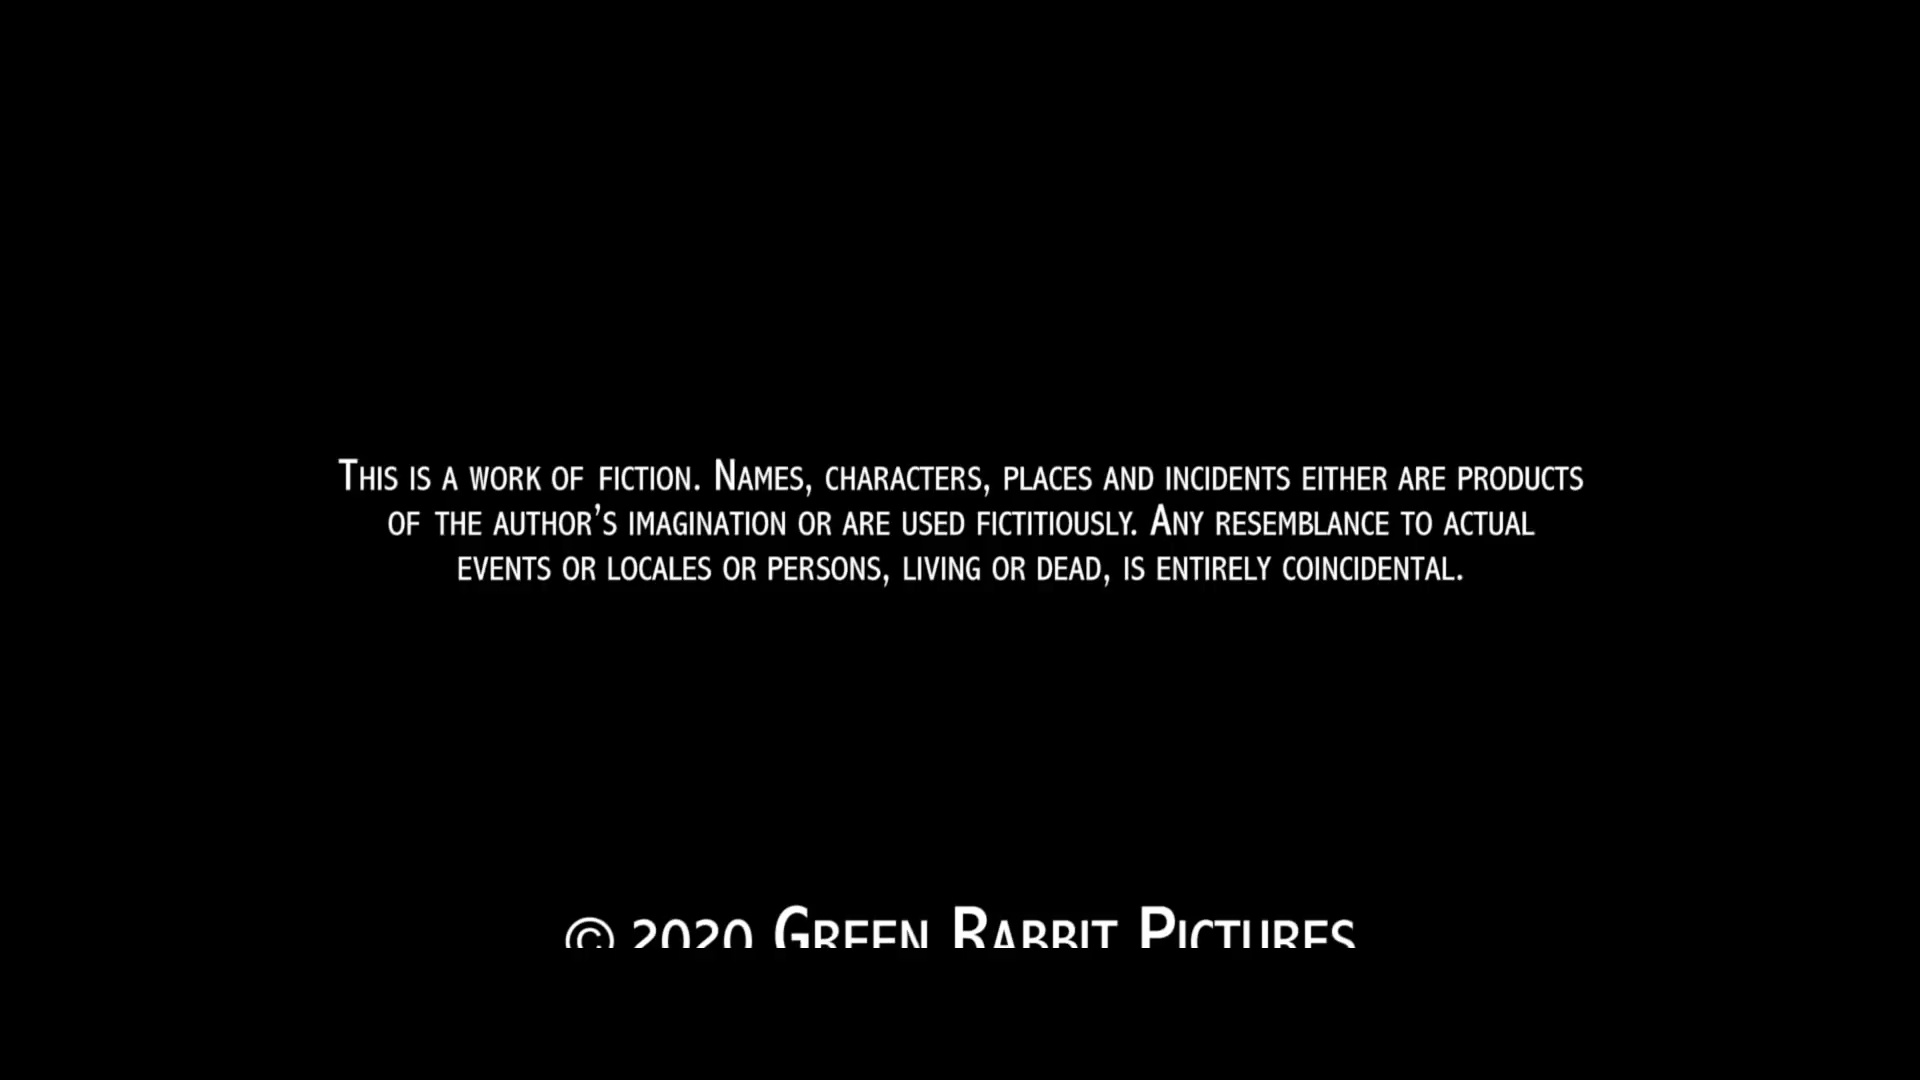 This is a work of fiction. Names, characters, places and incidents either are products
of the author’s imagination or are used fictitiously. Any resemblance to actual
events or locales or persons, living or dead, is entirely coincidental.
© 2020 Green Rabbit Pictures